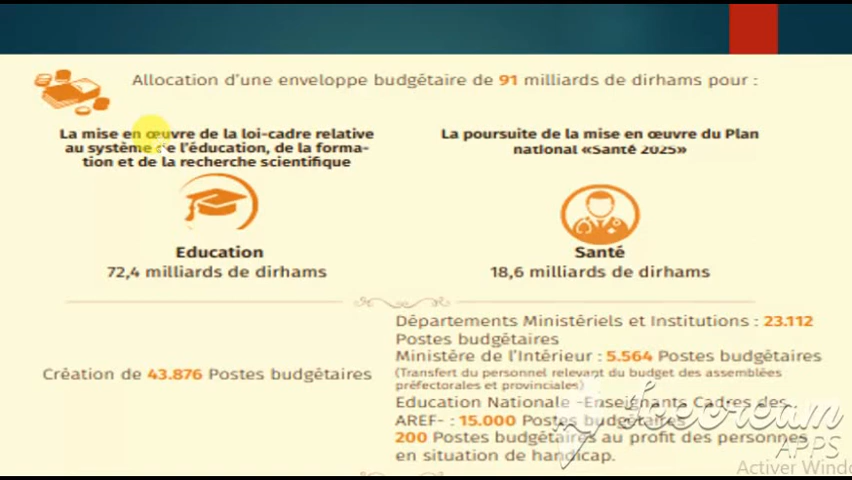 Allocation d'une enveloppe budgétaire de 91 milliards de dirhams pour :
La mise en œuvre de la loi-cadre relative
au système de l'éducation, de la forma-
tion et de la recherche scientifique
Education
72,4 milliards de dirhams
La poursuite de la mise en œuvre du Plan
national «Santé 2025»
Santé
18,6 milliards de dirhams
Création de 43.876 Postes budgétaires
Départements Ministériels et Institutions : 23.112
Postes budgétaires
Ministère de l'Intérieur : 5.564 Postes budgétaires
(Transfert du personnel relevant du budget des assemblées
préfectorales et provinciales)
Education Nationale -Enseignants Cadres des
AREF- : 15.000 Postes budgétaires
200 Postes budgétaires au profit des personnes
en situation de handicap.
Icecream
APPS
Activer Windo